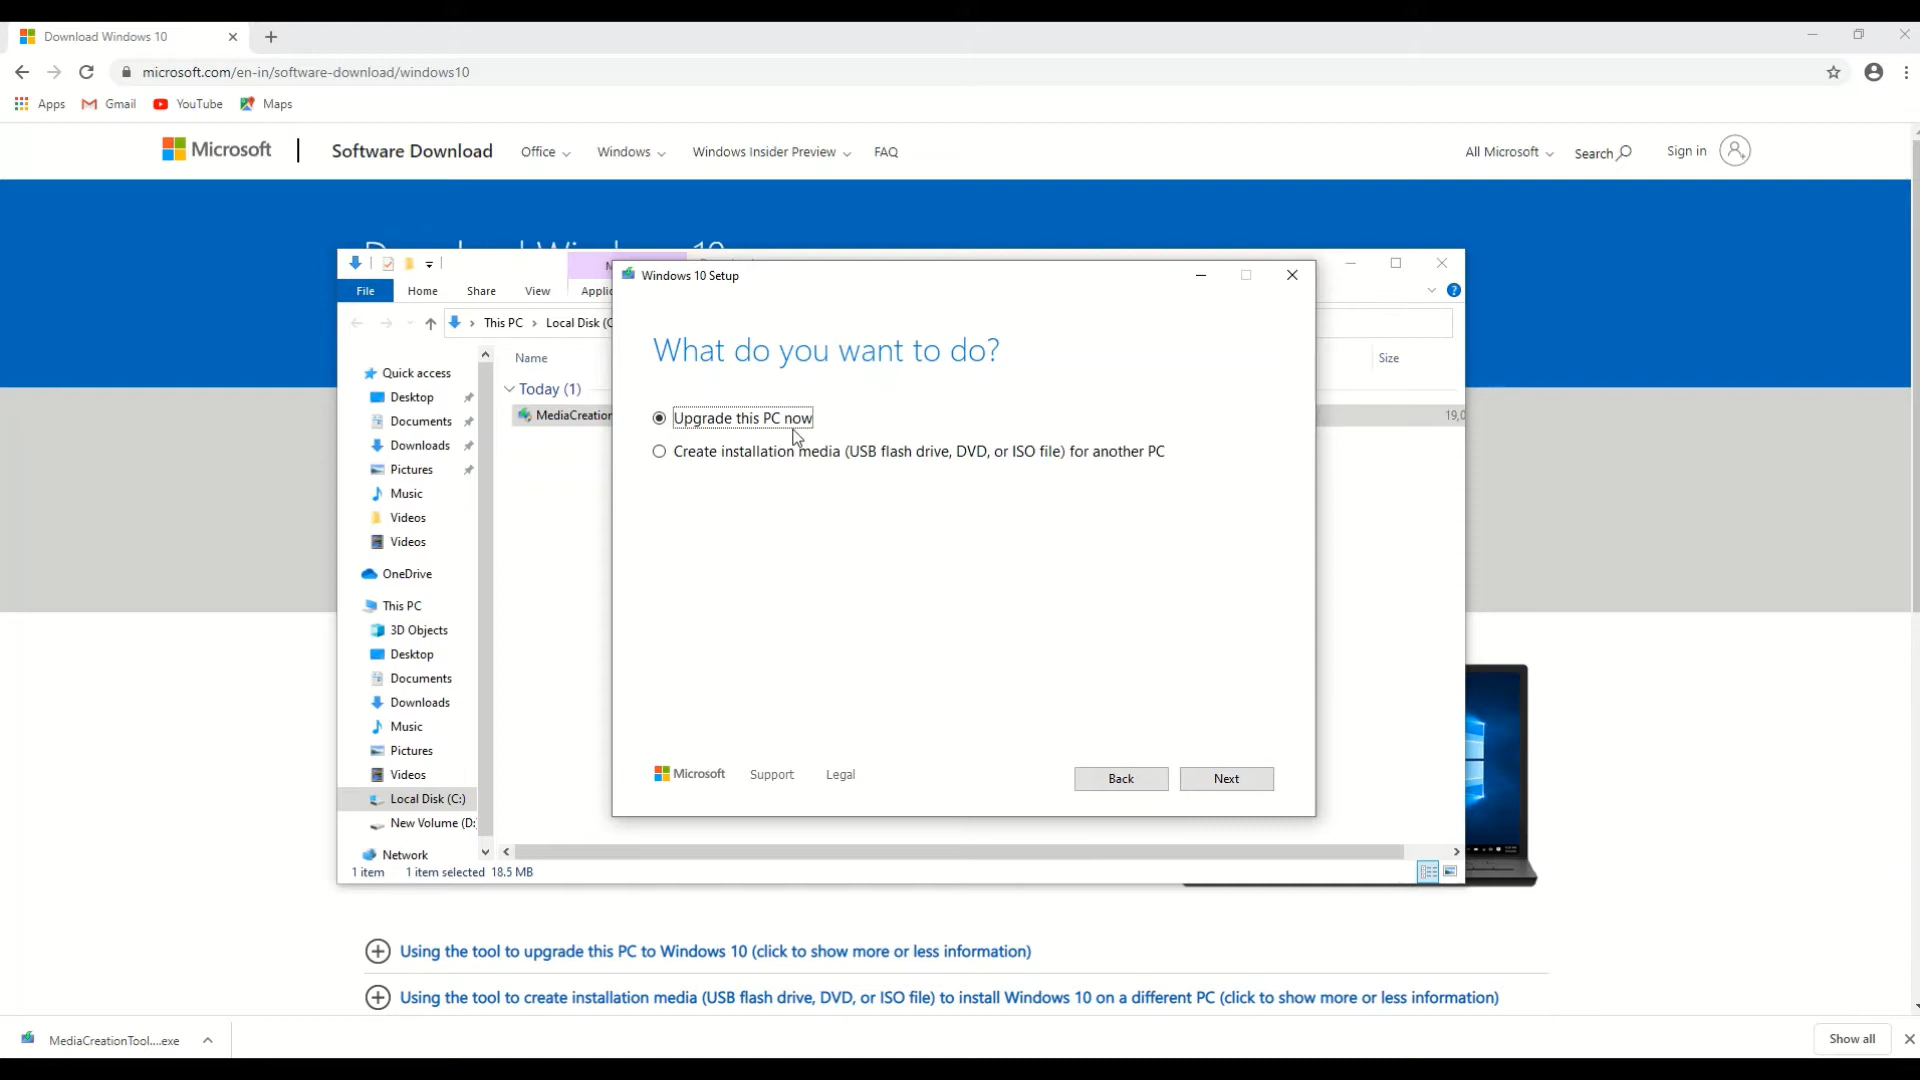 Download Windows 10
microsoft.com/en-in/software-download/windows10
Apps Gmail YouTube Maps
Microsoft Software Download Office Windows Windows Insider Preview FAQ All Microsoft Search Sign in
Windows 10 Setup
File Home Share View
This PC Local Disk
Name Size
What do you want to do?
Quick access
Today (1)
Desktop
MediaCreation
19,0
Upgrade this PC now
Documents
Downloads
Create installation media (USB flash drive, DVD, or ISO file) for another PC
Pictures
Music
Videos
Videos
OneDrive
This PC
3D Objects
Desktop
Documents
Downloads
Music
Pictures
Videos
Microsoft Support Legal Back Next
Local Disk (C:)
New Volume (D:
Network
1 item 1 item selected 18.5 MB
Using the tool to upgrade this PC to Windows 10 (click to show more or less information)
Using the tool to create installation media (USB flash drive, DVD, or ISO file) to install Windows 10 on a different PC (click to show more or less information)
MediaCreationTool....exe Show all